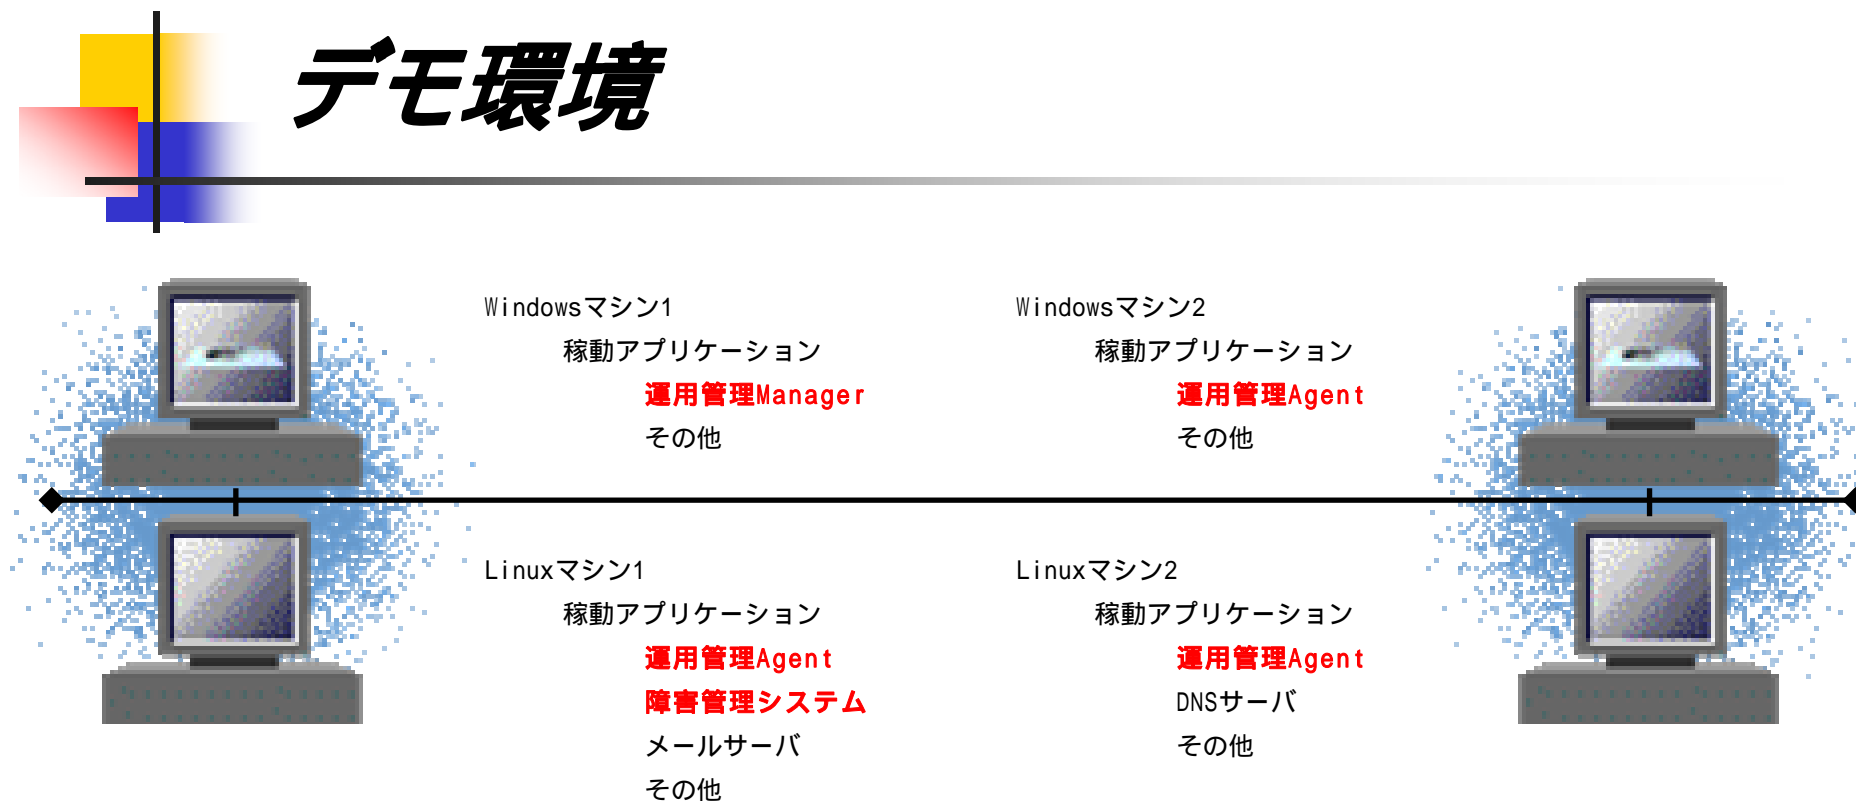 デモ環境
Windowsマシン1
稼動アプリケーション
運用管理Manager
その他
Windowsマシン2
稼動アプリケーション
運用管理Agent
その他
Linuxマシン1
稼動アプリケーション
運用管理Agent
障害管理システム
メールサーバ
その他
Linuxマシン2
稼動アプリケーション
運用管理Agent
DNSサーバ
その他